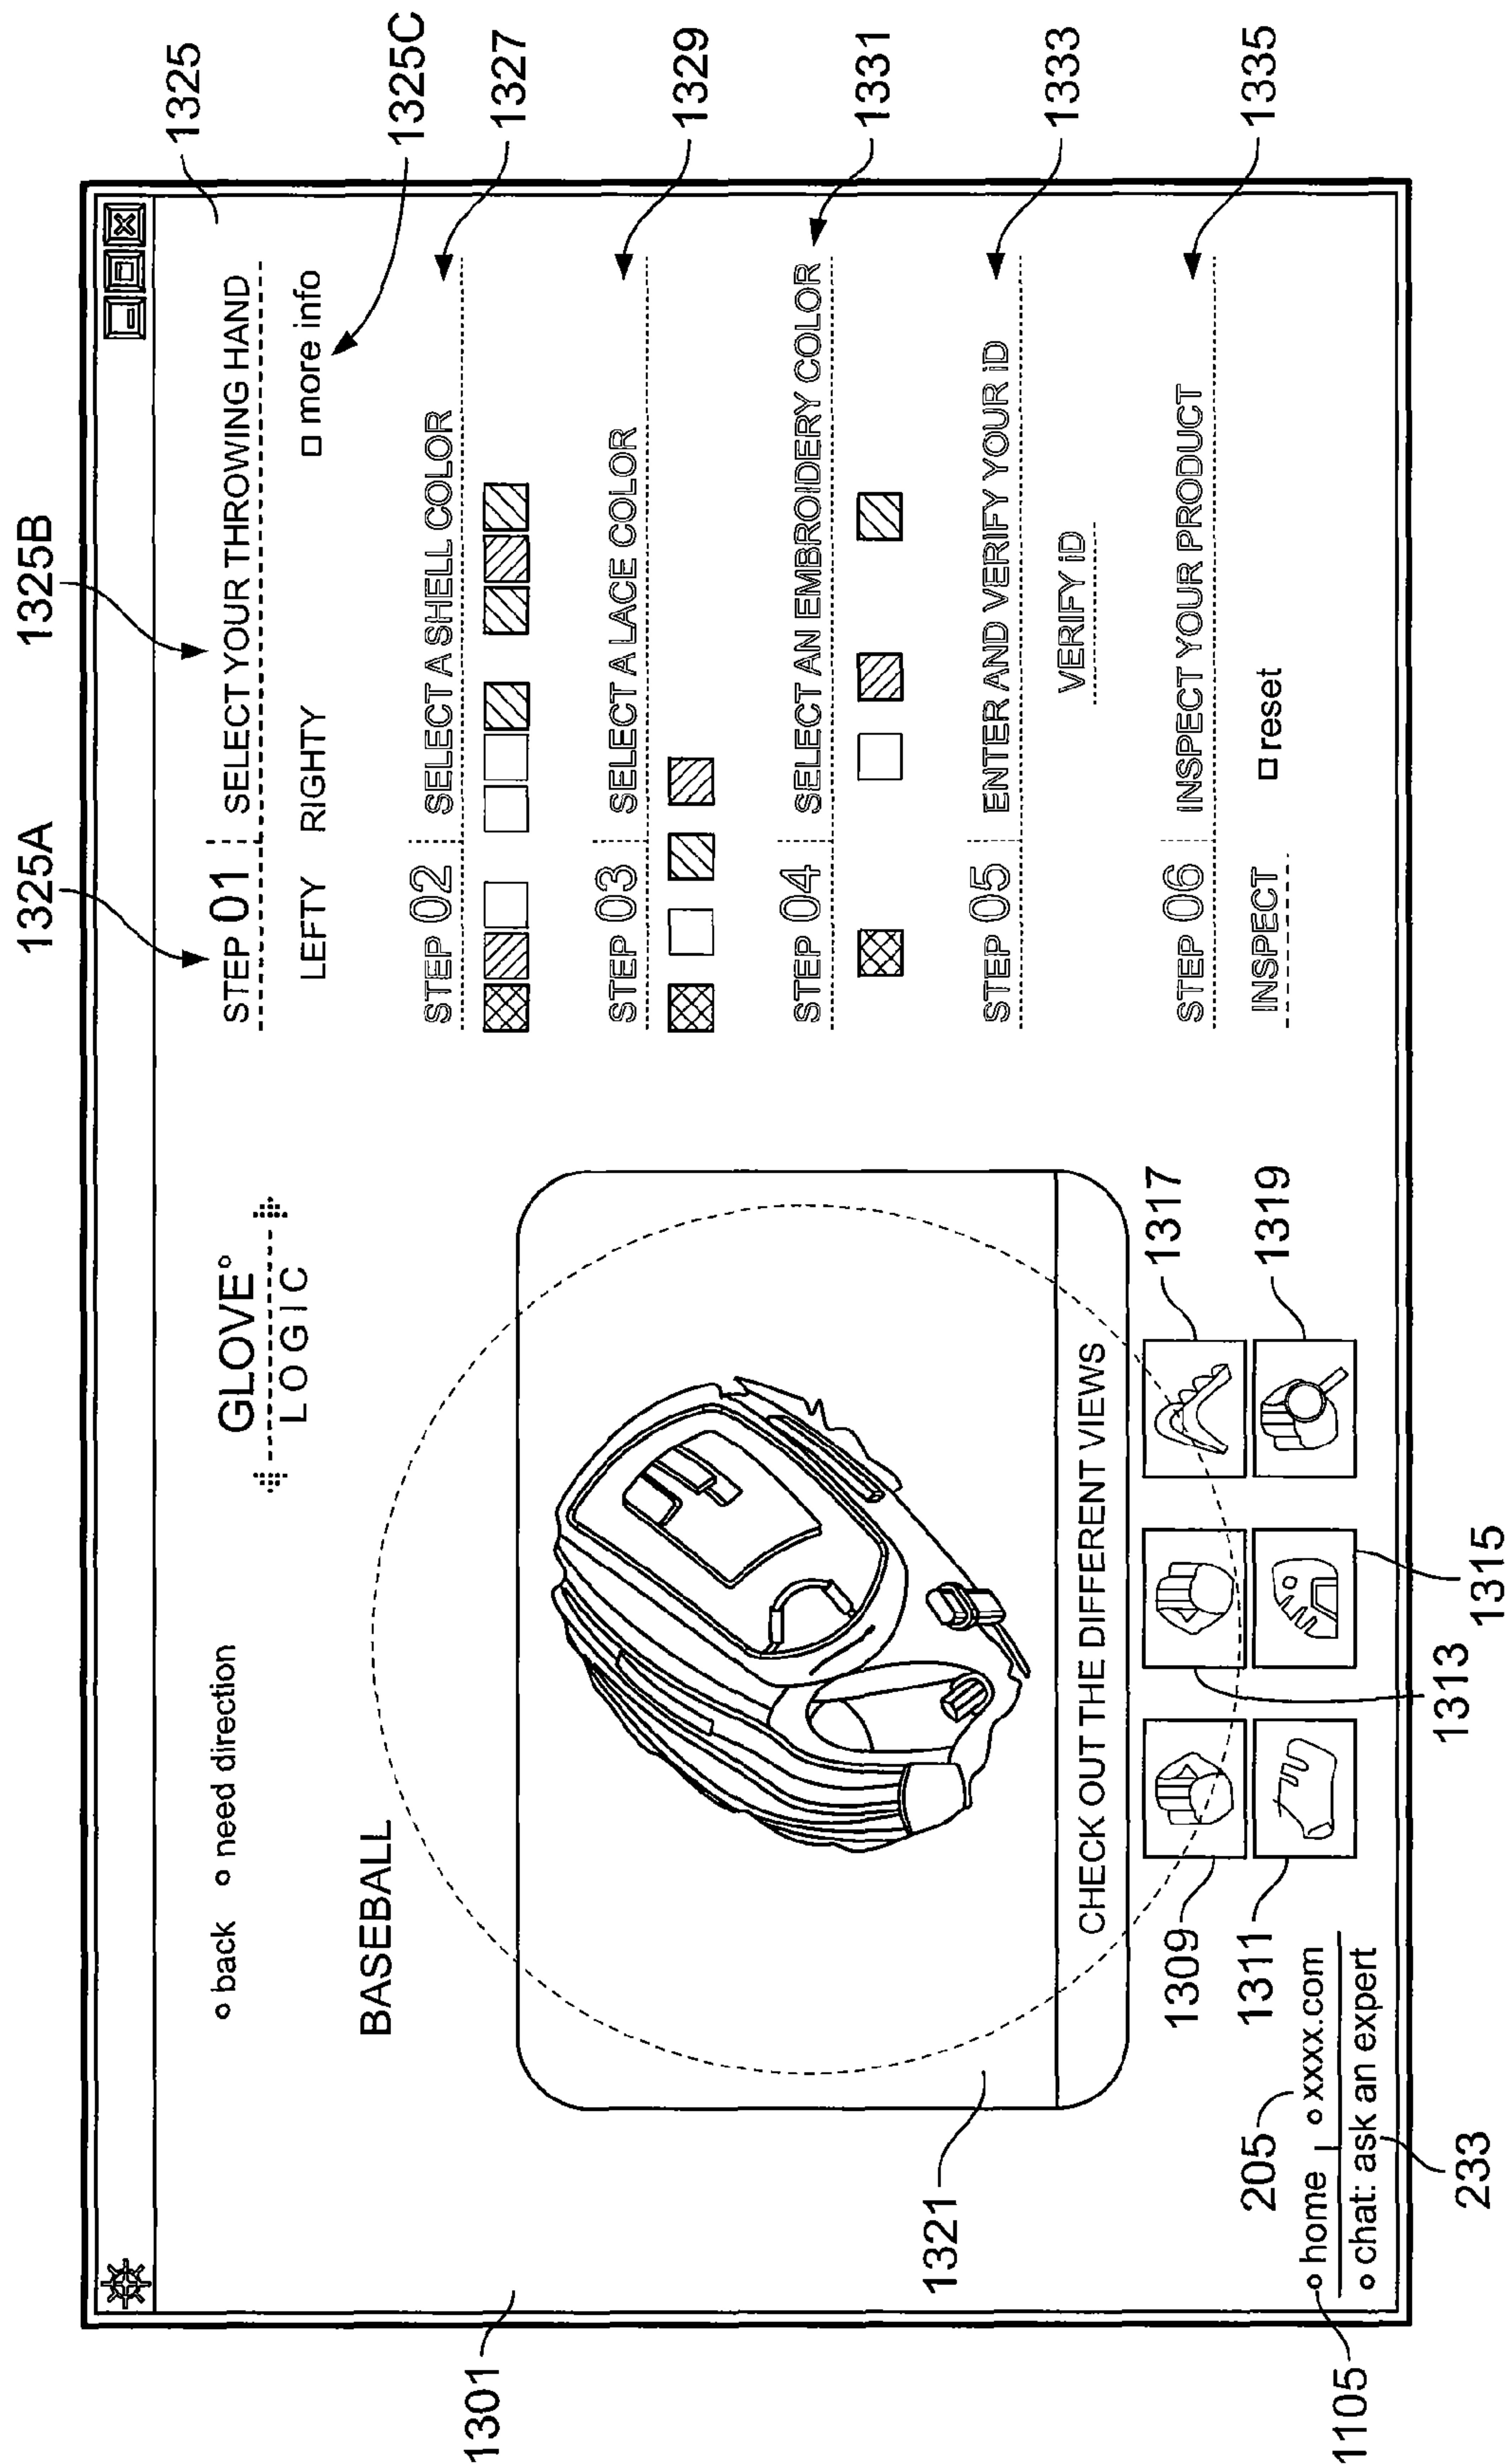 1325A
1325B
1325
1325C
1327
1329
1331
1333
1335
back
need direction
GLOVE°
LOGIC
BASEBALL
CHECK OUT THE DIFFERENT VIEWS
STEP 01 SELECT YOUR THROWING HAND
LEFTY RIGHTY
more info
STEP 02 SELECT A SHELL COLOR
STEP 03 SELECT A LACE COLOR
STEP 04 SELECT AN EMBROIDERY COLOR
STEP 05 ENTER AND VERIFY YOUR iD
VERIFY iD
STEP 06 INSPECT YOUR PRODUCT
INSPECT reset
1301
1321
1309
1311
1313
1315
1317
1319
205
home | xxxx.com
chat: ask an expert
1105
233